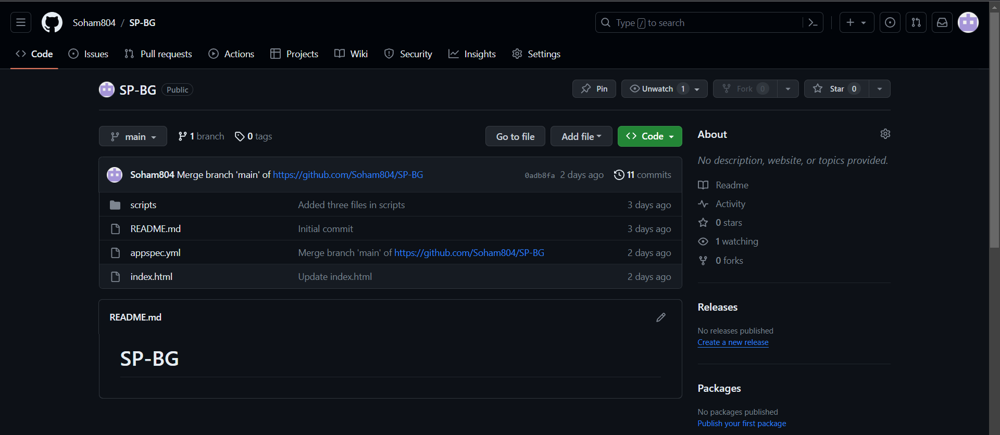 Soham804 / SP-BG
Type / to search
Code Issues Pull requests Actions Projects Wiki Security Insights Settings
SP-BG Public
Pin Unwatch 1 Fork 0 Star 0
main 1 branch 0 tags Go to file Add file Code
Soham804 Merge branch 'main' of https://github.com/Soham804/SP-BG 0adb8fa 2 days ago 11 commits
scripts Added three files in scripts 3 days ago
README.md Initial commit 3 days ago
appspec.yml Merge branch 'main' of https://github.com/Soham804/SP-BG 2 days ago
index.html Update index.html 2 days ago
README.md
SP-BG
About
No description, website, or topics provided.
Readme
Activity
0 stars
1 watching
0 forks
Releases
No releases published
Create a new release
Packages
No packages published
Publish your first package